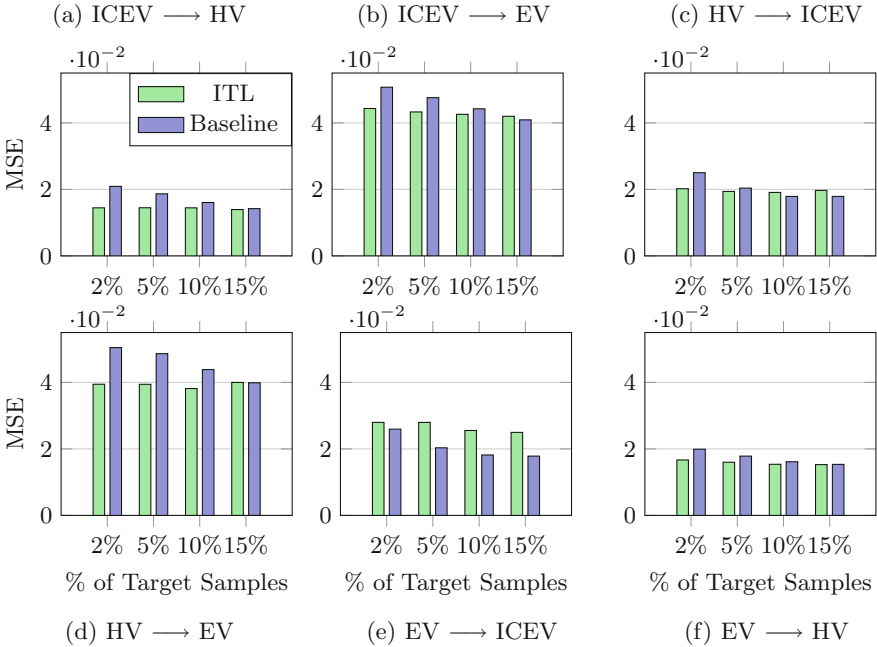 (a) ICEV ⟶ HV (b) ICEV ⟶ EV (c) HV ⟶ ICEV
·10−2 ·10−2 ·10−2
ITL
Baseline
MSE
4 4 4
2 2 2
0 0 0
2% 5% 10% 15% 2% 5% 10% 15% 2% 5% 10% 15%
·10−2 ·10−2 ·10−2
MSE
4 4 4
2 2 2
0 0 0
2% 5% 10% 15% 2% 5% 10% 15% 2% 5% 10% 15%
% of Target Samples % of Target Samples % of Target Samples
(d) HV ⟶ EV (e) EV ⟶ ICEV (f) EV ⟶ HV